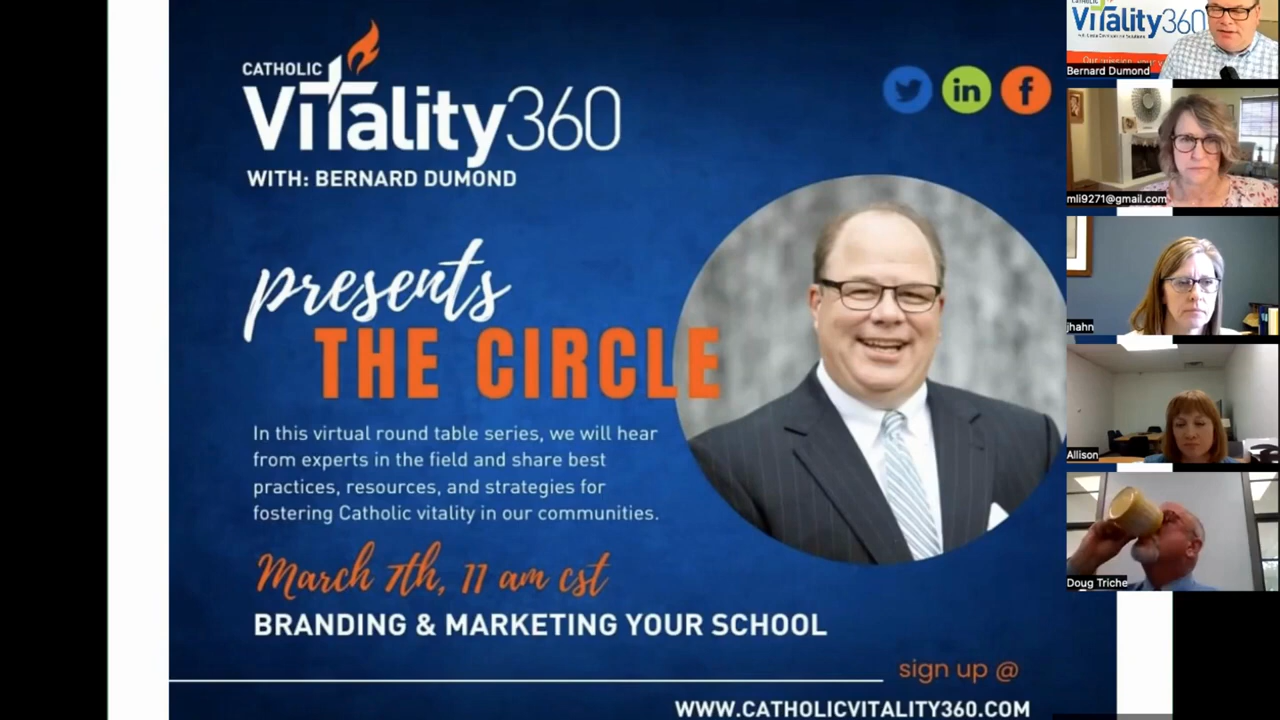 CATHOLIC
Vitality360
WITH: BERNARD DUMOND
in f
presents
THE CIRCLE
In this virtual round table series, we will hear
from experts in the field and share best
practices, resources, and strategies for
fostering Catholic vitality in our communities.
March 7th, 11 am cst
BRANDING & MARKETING YOUR SCHOOL
sign up @
WWW.CATHOLICVITALITY360.COM
CATHOLIC
Vitality360
Bernard Dumond
mli9271@gmail.com
jhahn
Allison
Doug Triche